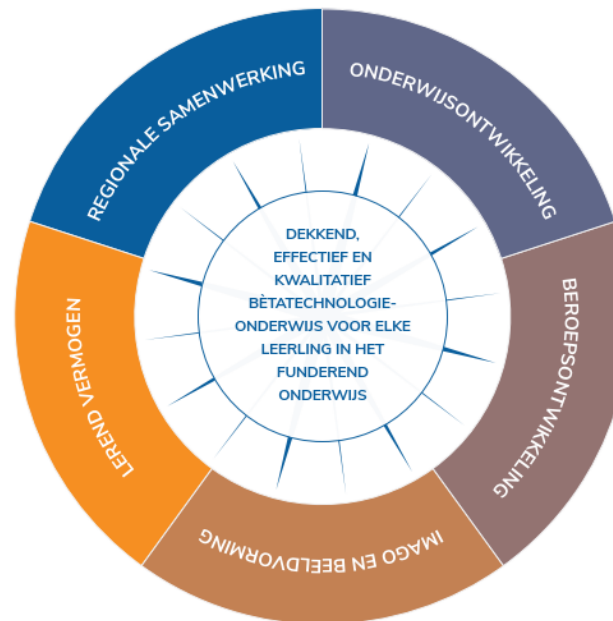 REGIONALE SAMENWERKING
ONDERWIJSONTWIKKELING
BEROEPSONTWIKKELING
IMAGO EN BEELDVORMING
LEREND VERMOGEN
DEKKEND,
EFFECTIEF EN
KWALITATIEF
BÈTATECHNOLOGIE-
ONDERWIJS VOOR ELKE
LEERLING IN HET
FUNDEREND
ONDERWIJS